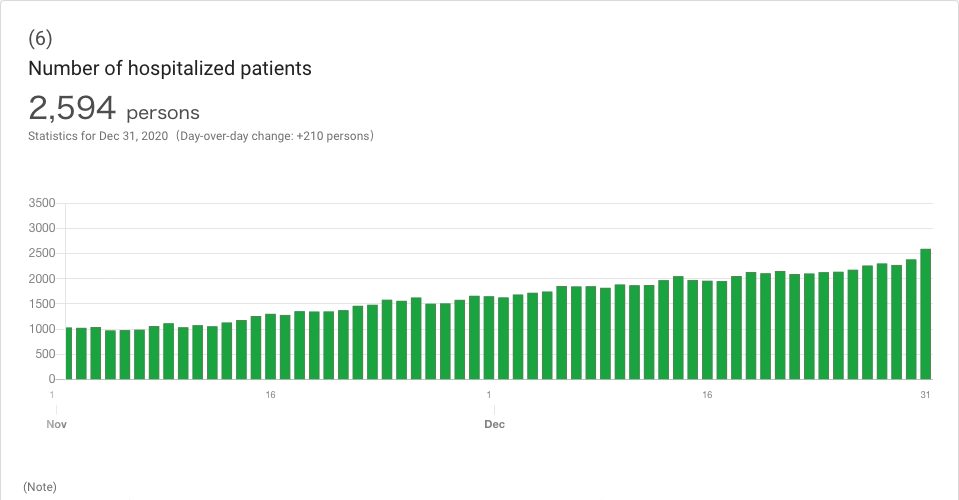 (6)
Number of hospitalized patients
2,594 persons
Statistics for Dec 31, 2020（Day-over-day change: +210 persons）
3500
3000
2500
2000
1500
1000
500
0
1 16 1 16 31
Nov Dec
(Note)